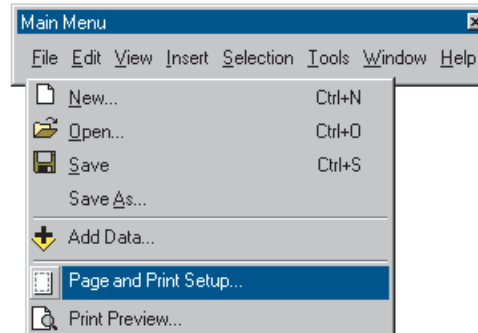 Main Menu
File Edit View Insert Selection Tools Window Help
New... Ctrl+N
Open... Ctrl+O
Save Ctrl+S
Save As...
Add Data...
Page and Print Setup...
Print Preview...